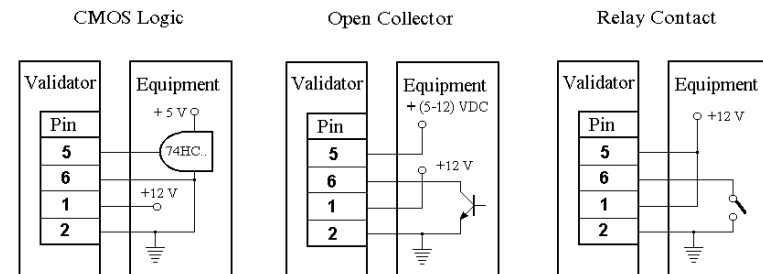 CMOS Logic
Validator Equipment
Pin
+ 5 V
5
74HC..
6
1
+12 V
2
Open Collector
Validator Equipment
+ (5-12) VDC
Pin
5
+12 V
6
1
2
Relay Contact
Validator Equipment
+12 V
Pin
5
6
1
2